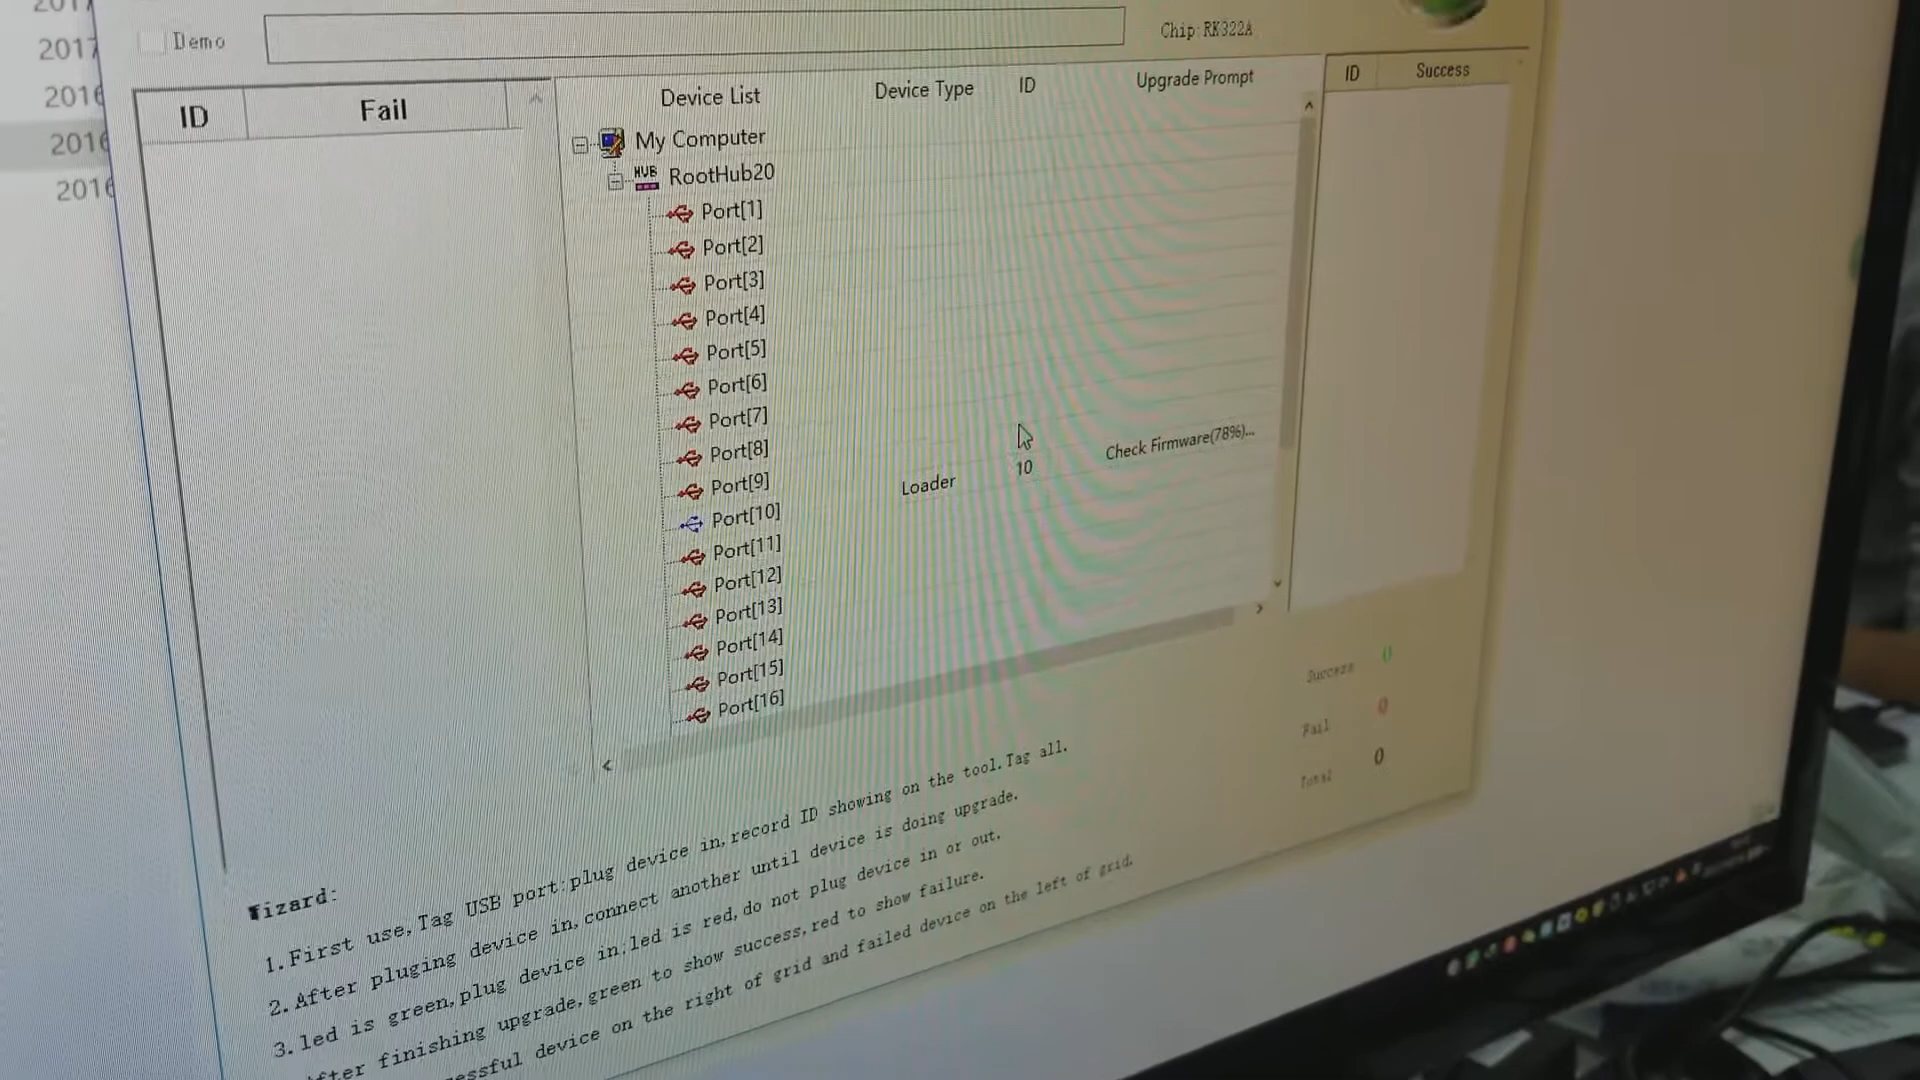 2017
2017
2016
2016
2016
Demo
Chip:RK322A
ID Fail
Device List Device Type ID Upgrade Prompt
ID Success
My Computer
HUB RootHub20
Port[1]
Port[2]
Port[3]
Port[4]
Port[5]
Port[6]
Port[7]
Port[8]
Port[9]
Port[10] Loader 10 Check Firmware(78%)...
Port[11]
Port[12]
Port[13]
Port[14]
Port[15]
Port[16]
Success 0
Fail 0
Total 0
Wizard:
1.First use,Tag USB port:plug device in,record ID showing on the tool.Tag all.
2.After pluging device in,connect another until device is doing upgrade.
3.led is green,plug device in;led is red,do not plug device in or out.
finishing upgrade,green to show success,red to show failure.
device on the right of grid and failed device on the left of grid.